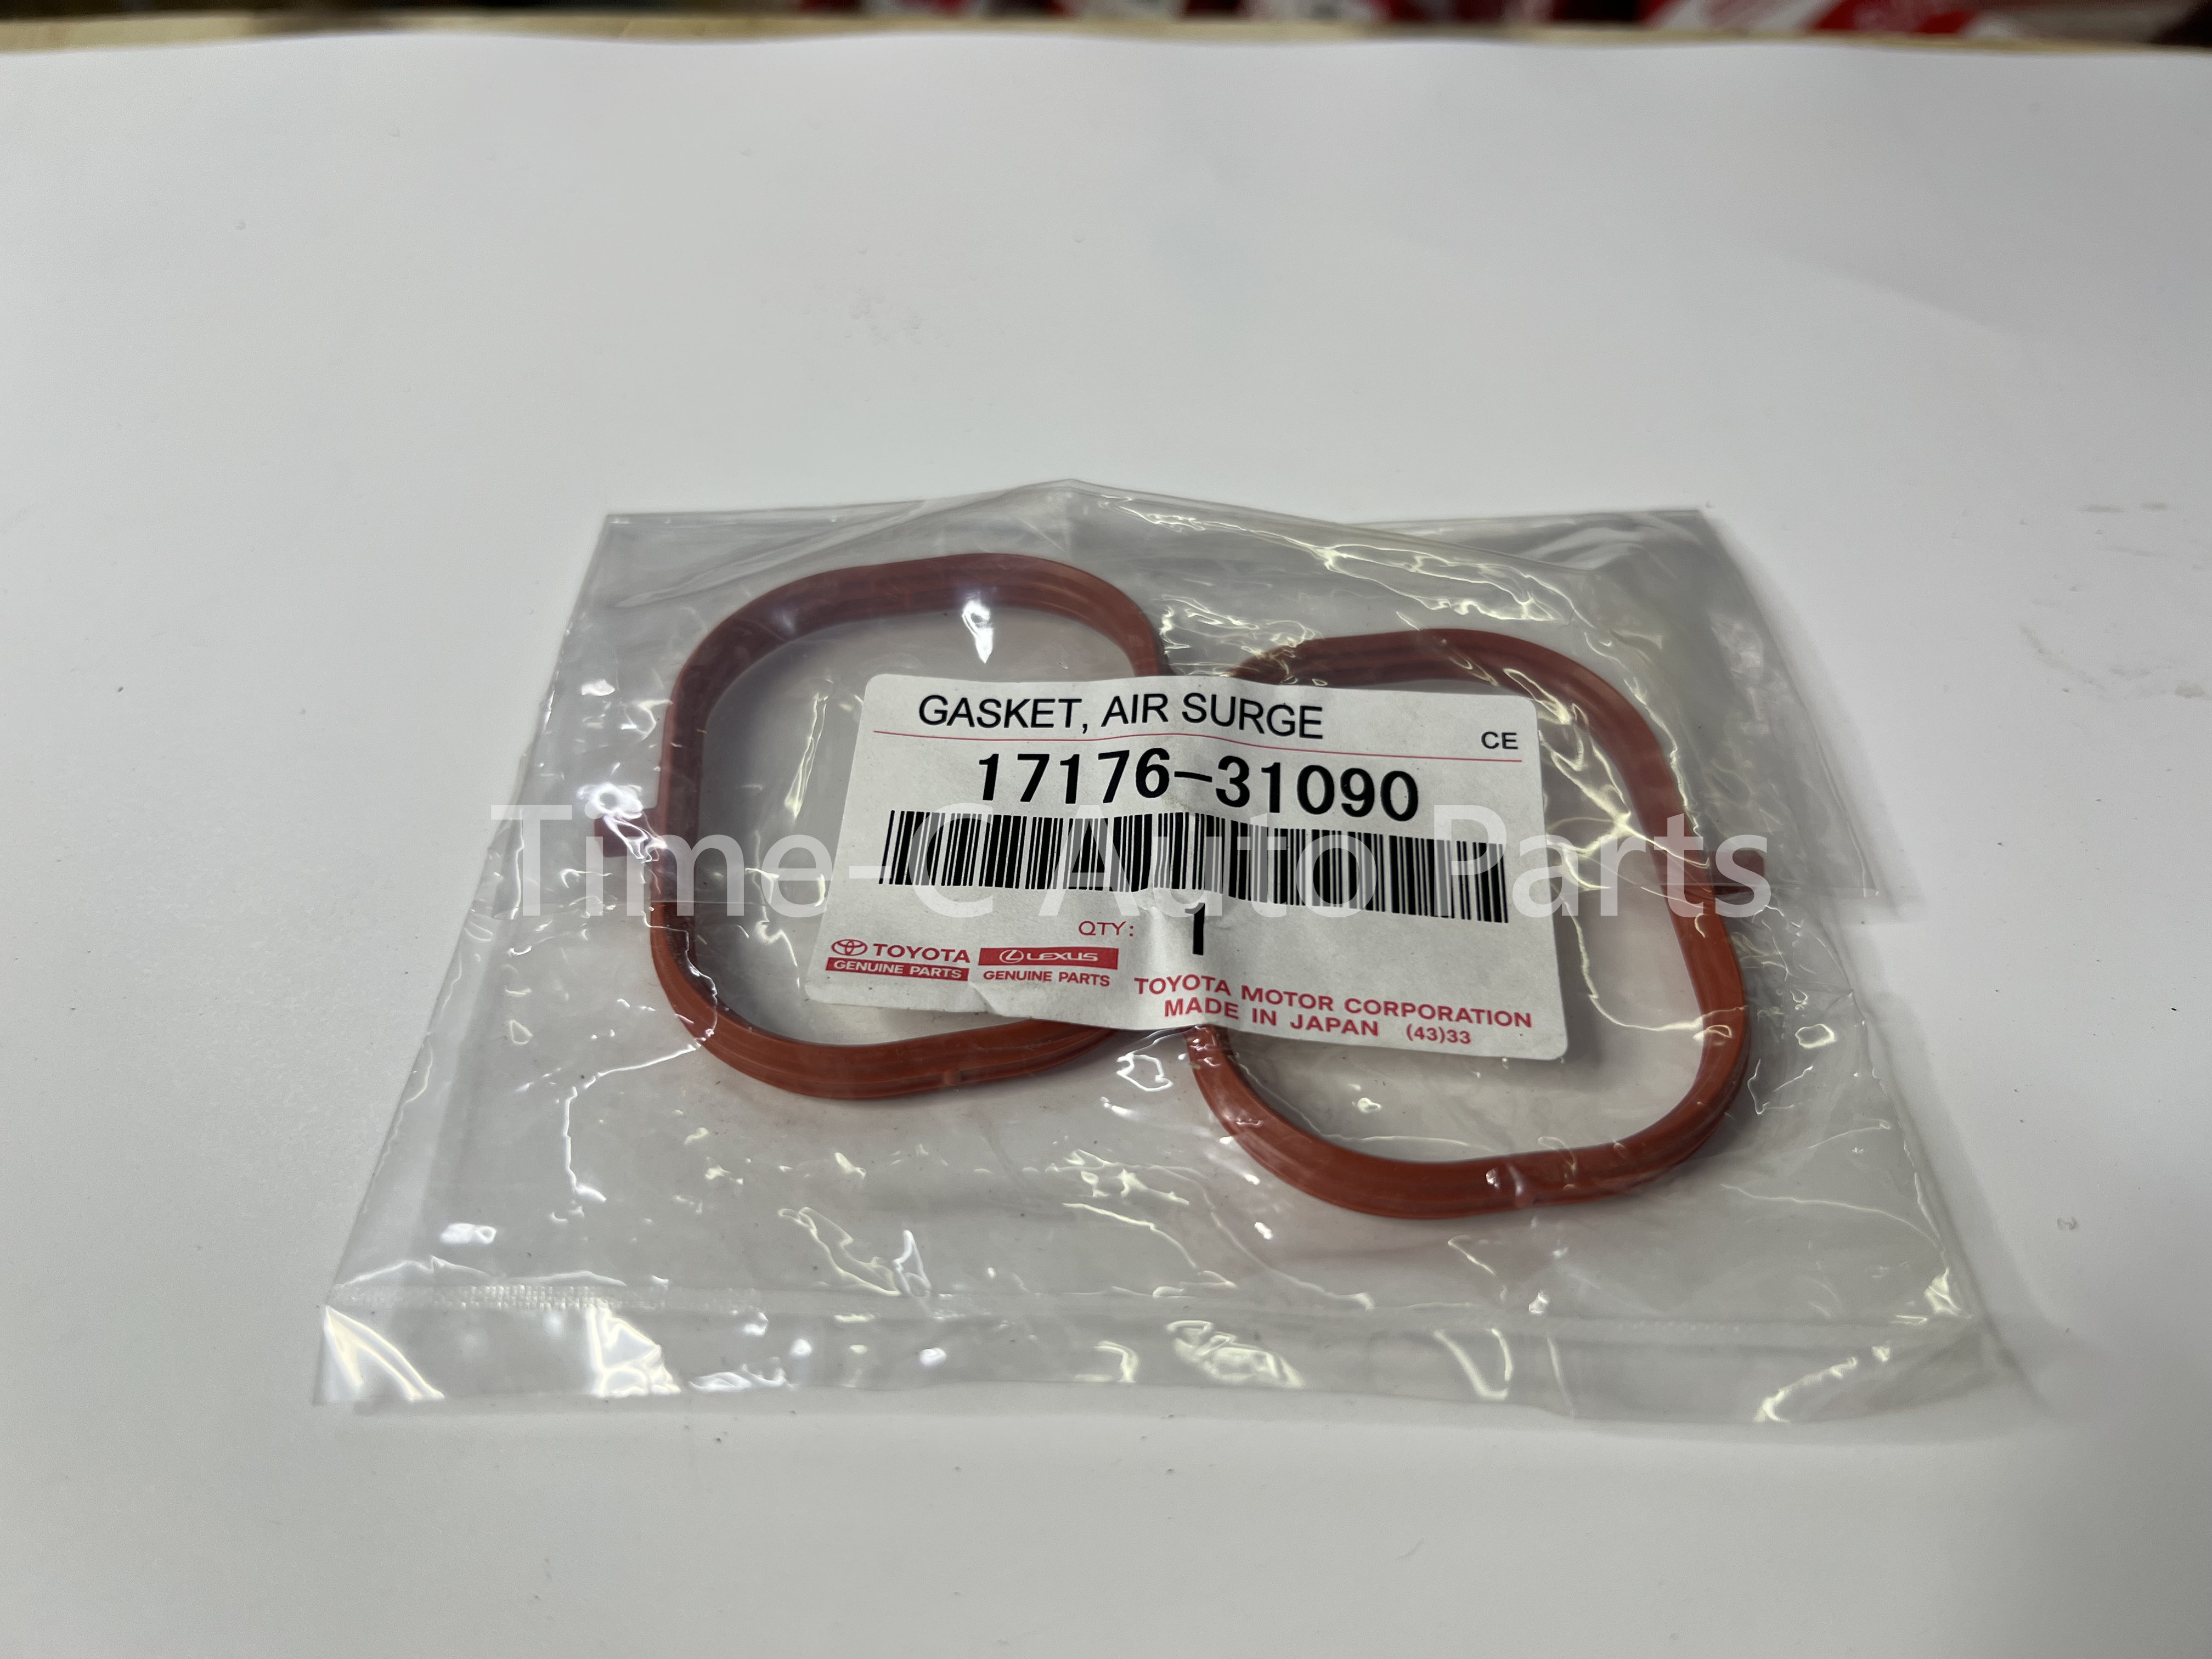 GASKET, AIR SURGE
CE
17176-31090
Time-C Auto Parts
QTY: 1
TOYOTA
GENUINE PARTS
LEXUS
GENUINE PARTS
TOYOTA MOTOR CORPORATION
MADE IN JAPAN (43)33